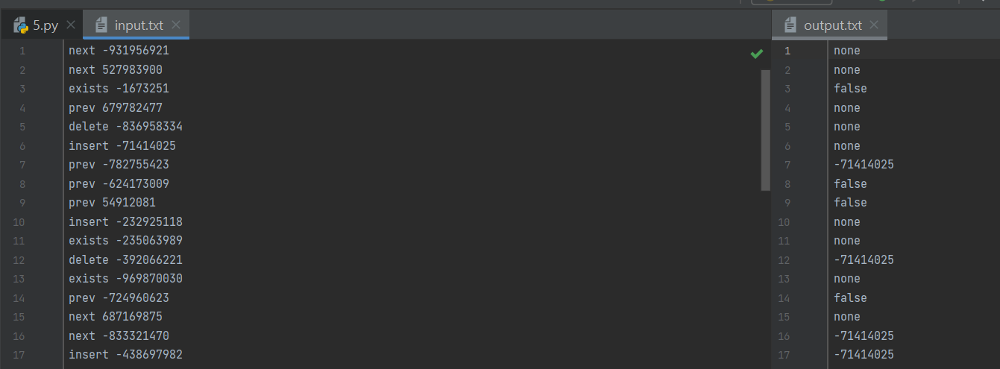 5.py input.txt output.txt
1 next -931956921
2 next 527983900
3 exists -1673251
4 prev 679782477
5 delete -836958334
6 insert -71414025
7 prev -782755423
8 prev -624173009
9 prev 54912081
10 insert -232925118
11 exists -235063989
12 delete -392066221
13 exists -969870030
14 prev -724960623
15 next 687169875
16 next -833321470
17 insert -438697982
1 none
2 none
3 false
4 none
5 none
6 none
7 -71414025
8 false
9 false
10 none
11 none
12 -71414025
13 none
14 false
15 none
16 -71414025
17 -71414025